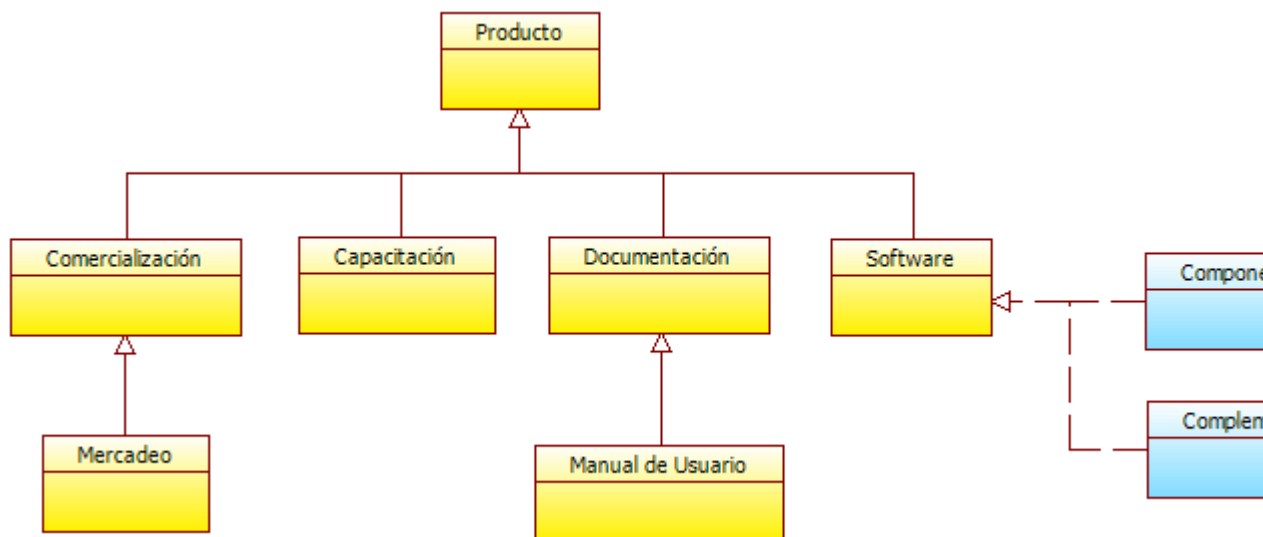 Producto
Comercialización
Capacitación
Documentación
Software
Mercadeo
Manual de Usuario